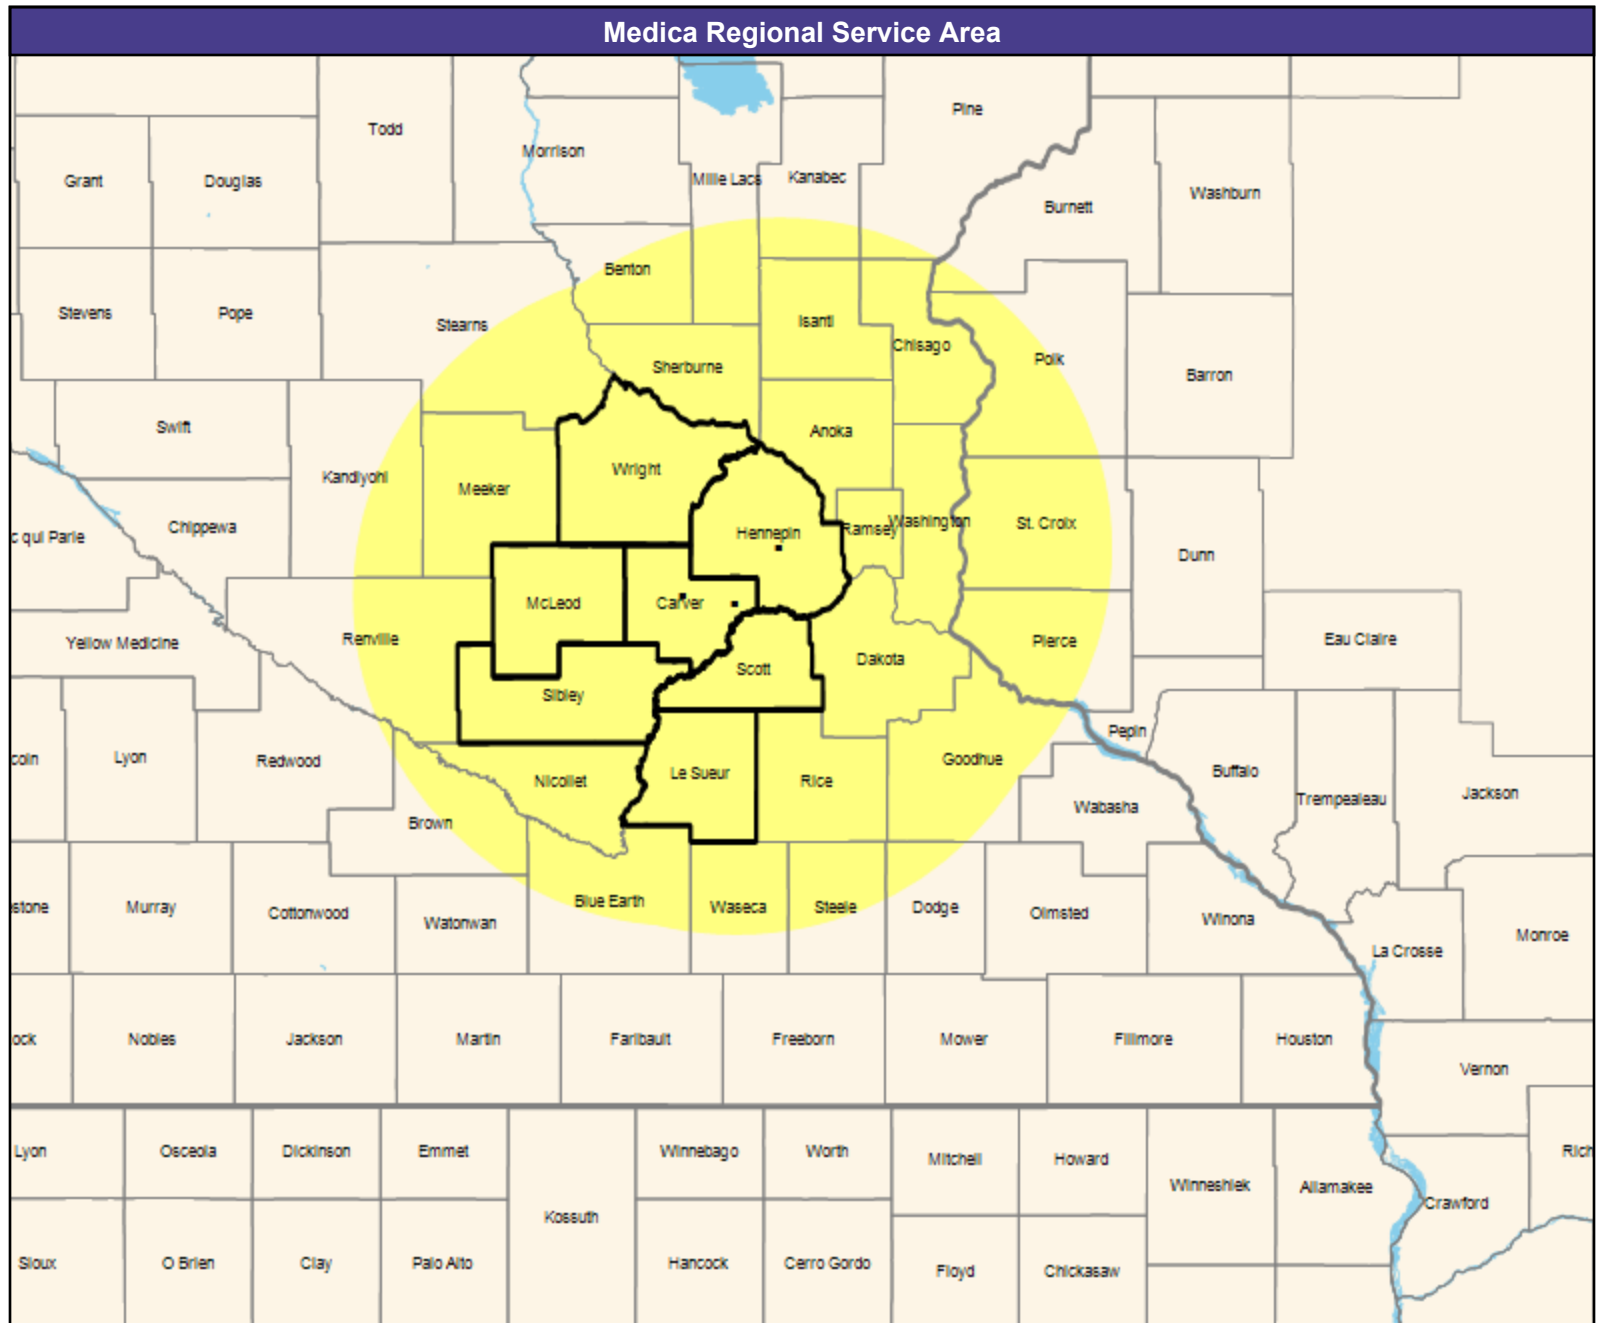 Medica Regional Service Area
Pine
Todd
Morrison
Grant
Douglas
Mille Lacs
Kanabec
Washburn
Burnett
Benton
Stevens
Pope
Stearns
Isanti
Chisago
Polk
Sherburne
Barron
Swift
Anoka
Wright
Kandiyohi
Meeker
Chippewa
Hennepin
Ramsey
Washington
St. Croix
c qui Parle
Dunn
McLeod
Carver
Yellow Medicine
Renville
Pierce
Eau Claire
Scott
Dakota
Sibley
Pepin
coln
Lyon
Redwood
Nicollet
Le Sueur
Rice
Goodhue
Buffalo
Trempealeau
Jackson
Wabasha
Brown
stone
Murray
Cottonwood
Watonwan
Blue Earth
Waseca
Steele
Dodge
Olmsted
Winona
La Crosse
Monroe
ock
Nobles
Jackson
Martin
Faribault
Freeborn
Mower
Fillmore
Houston
Vernon
Lyon
Osceola
Dickinson
Emmet
Winnebago
Worth
Mitchell
Howard
Rich
Winneshiek
Allamakee
Crawford
Kossuth
Sioux
O Brien
Clay
Palo Alto
Hancock
Cerro Gordo
Floyd
Chickasaw